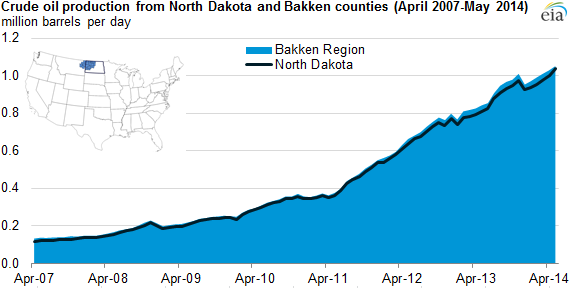 Crude oil production from North Dakota and Bakken counties (April 2007-May 2014)
million barrels per day
eia
Bakken Region
North Dakota
1.2
1.0
0.8
0.6
0.4
0.2
0.0
Apr-07 Apr-08 Apr-09 Apr-10 Apr-11 Apr-12 Apr-13 Apr-14